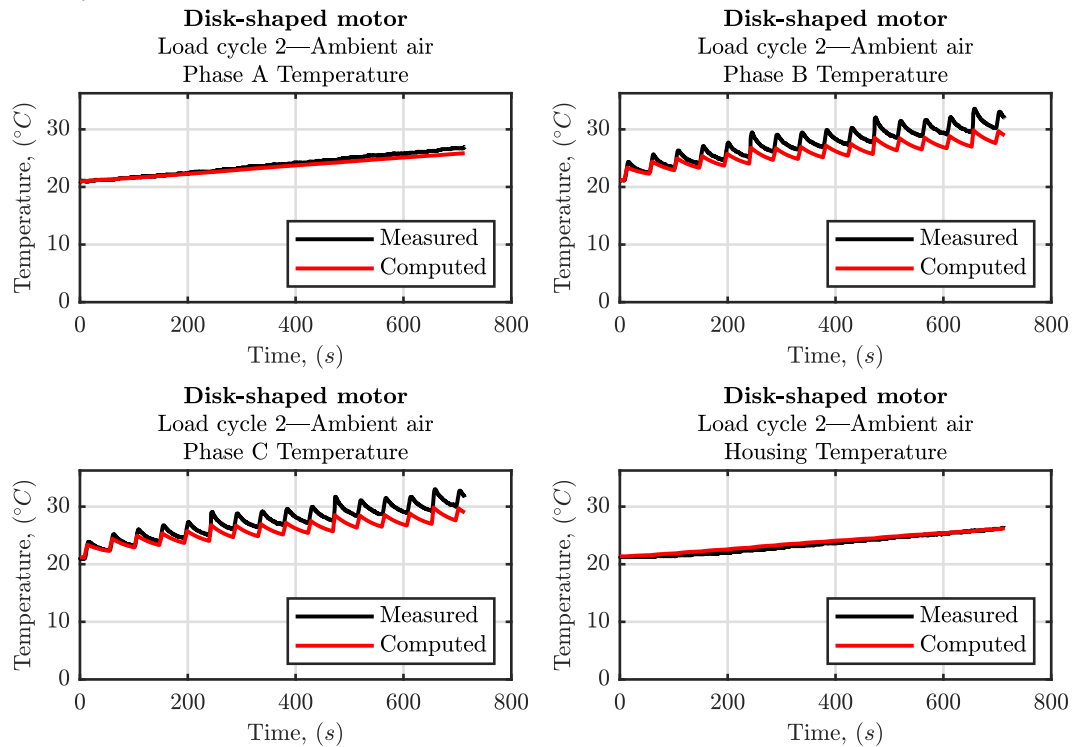 Disk-shaped motor
Load cycle 2—Ambient air
Phase A Temperature
Temperature, (°C)
30
20
10
0
Measured
Computed
0 200 400 600 800
Time, (s)
Disk-shaped motor
Load cycle 2—Ambient air
Phase B Temperature
Temperature, (°C)
30
20
10
0
Measured
Computed
0 200 400 600 800
Time, (s)
Disk-shaped motor
Load cycle 2—Ambient air
Phase C Temperature
Temperature, (°C)
30
20
10
0
Measured
Computed
0 200 400 600 800
Time, (s)
Disk-shaped motor
Load cycle 2—Ambient air
Housing Temperature
Temperature, (°C)
30
20
10
0
Measured
Computed
0 200 400 600 800
Time, (s)